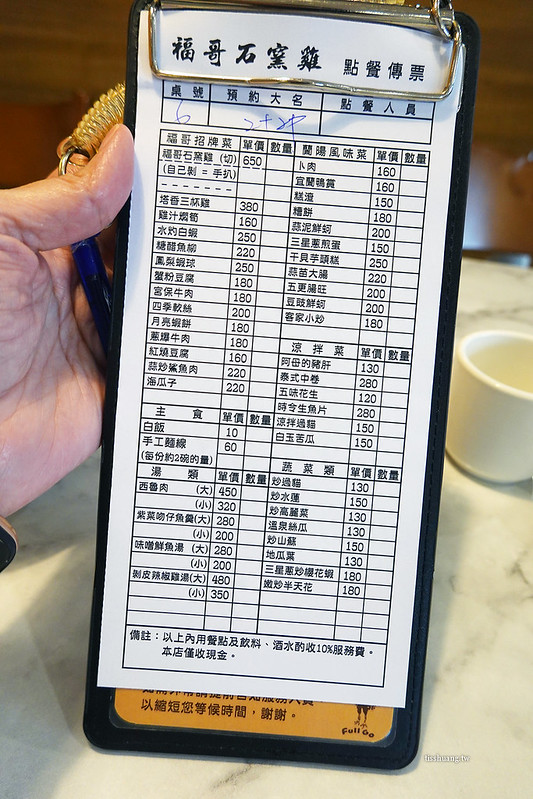 福哥石窯雞 點餐傳票
桌號 預約大名 點餐人員
6 2大2小
福哥招牌菜 單價 數量
福哥石窯雞 (切) 650
(自己剝 = 手扒)
塔香三杯雞 380
雞汁燜筍 160
水灼白蝦 250
糖醋魚柳 220
鳳梨蝦球 250
蟹粉豆腐 180
宮保牛肉 180
四季軟絲 200
月亮蝦餅 180
蔥爆牛肉 180
紅燒豆腐 160
蒜炒鯊魚肉 220
海瓜子 220
主食 單價 數量
白飯 10
手工麵線 60
(每份約2碗的量)
湯類 單價 數量
西魯肉 (大) 450
(小) 320
紫菜吻仔魚羹(大) 280
(小) 200
味噌鮮魚湯 (大) 280
(小) 200
剝皮辣椒雞湯(大) 480
(小) 350
蘭陽風味菜 單價 數量
卜肉 160
宜蘭鴨賞 160
糕渣 150
糟餅 180
蒜泥鮮蚵 200
三星蔥煎蛋 150
干貝芋頭糕 250
蒜苗大腸 220
五更腸旺 200
豆豉鮮蚵 200
客家小炒 180
涼拌菜 單價 數量
阿母的豬肝 130
泰式中卷 280
五味花生 120
時令生魚片 280
涼拌過貓 150
白玉苦瓜 150
蔬菜類 單價 數量
炒過貓 130
炒水蓮 150
炒高麗菜 130
溫泉絲瓜 130
炒山蘇 150
地瓜葉 130
三星蔥炒櫻花蝦 180
嫩炒半天花 180
備註：以上內用餐點及飲料、酒水酌收10%服務費。
本店僅收現金。
以縮短您等候時間，謝謝。
Full Go
tisshuang.tw